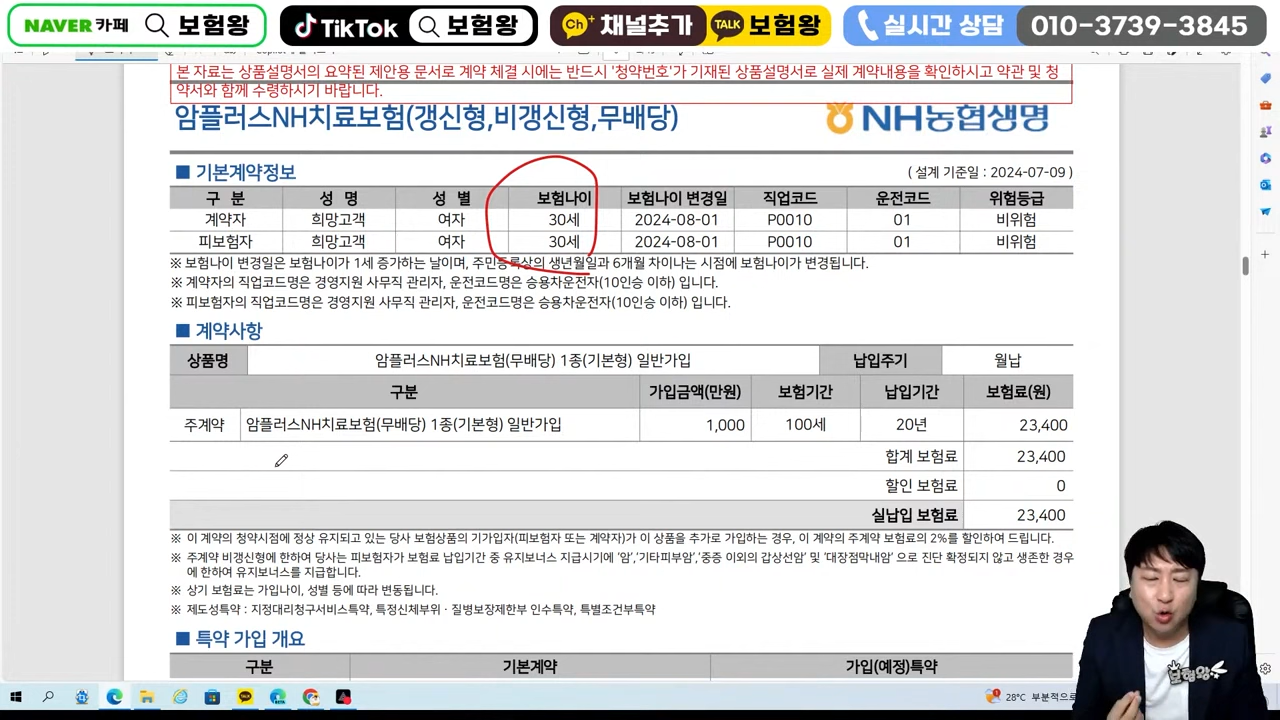 NAVER 카페 보험왕
TikTok 보험왕
Ch+ 채널추가 TALK 보험왕
실시간 상담 010-3739-3845
본 자료는 상품설명서의 요약된 제안용 문서로 계약 체결 시에는 반드시 '청약번호'가 기재된 상품설명서로 실제 계약내용을 확인하시고 약관 및 청
약서와 함께 수령하시기 바랍니다.
암플러스NH치료보험(갱신형,비갱신형,무배당)
NH농협생명
■ 기본계약정보 ( 설계 기준일 : 2024-07-09 )
구 분 성 명 성 별 보험나이 보험나이 변경일 직업코드 운전코드 위험등급
계약자 희망고객 여자 30세 2024-08-01 P0010 01 비위험
피보험자 희망고객 여자 30세 2024-08-01 P0010 01 비위험
※ 보험나이 변경일은 보험나이가 1세 증가하는 날이며, 주민등록상의 생년월일과 6개월 차이나는 시점에 보험나이가 변경됩니다.
※ 계약자의 직업코드명은 경영지원 사무직 관리자, 운전코드명은 승용차운전자(10인승 이하) 입니다.
※ 피보험자의 직업코드명은 경영지원 사무직 관리자, 운전코드명은 승용차운전자(10인승 이하) 입니다.
■ 계약사항
상품명 암플러스NH치료보험(무배당) 1종(기본형) 일반가입 납입주기 월납
구분 가입금액(만원) 보험기간 납입기간 보험료(원)
주계약 암플러스NH치료보험(무배당) 1종(기본형) 일반가입 1,000 100세 20년 23,400
합계 보험료 23,400
할인 보험료 0
실납입 보험료 23,400
※ 이 계약의 청약시점에 정상 유지되고 있는 당사 보험상품의 기가입자(피보험자 또는 계약자)가 이 상품을 추가로 가입하는 경우, 이 계약의 주계약 보험료의 2%를 할인하여 드립니다.
※ 주계약 비갱신형에 한하여 당사는 피보험자가 보험료 납입기간 중 유지보너스 지급시기에 '암','기타피부암','중증 이외의 갑상선암' 및 '대장점막내암' 으로 진단 확정되지 않고 생존한 경우
에 한하여 유지보너스를 지급합니다.
※ 상기 보험료는 가입나이, 성별 등에 따라 변동됩니다.
※ 제도성특약 : 지정대리청구서비스특약, 특정신체부위ㆍ질병보장제한부 인수특약, 특별조건부특약
■ 특약 가입 개요
구분 기본계약 가입(예정)특약
보험왕
28°C 부분적으로